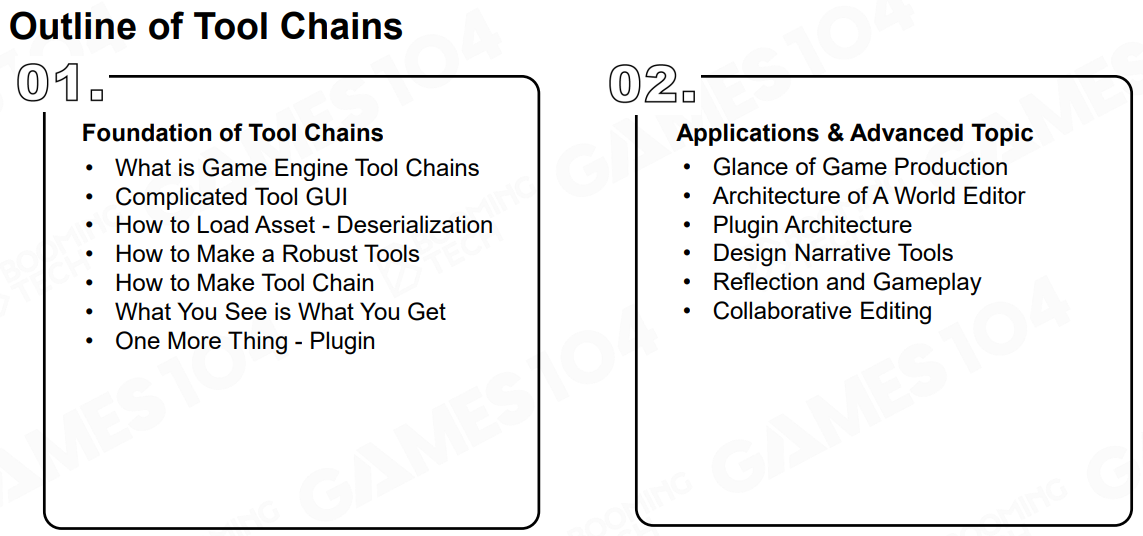 Outline of Tool Chains
01.
Foundation of Tool Chains
• What is Game Engine Tool Chains
• Complicated Tool GUI
• How to Load Asset - Deserialization
• How to Make a Robust Tools
• How to Make Tool Chain
• What You See is What You Get
• One More Thing - Plugin
02.
Applications & Advanced Topic
• Glance of Game Production
• Architecture of A World Editor
• Plugin Architecture
• Design Narrative Tools
• Reflection and Gameplay
• Collaborative Editing
GAMES 104
BOOMING TECH